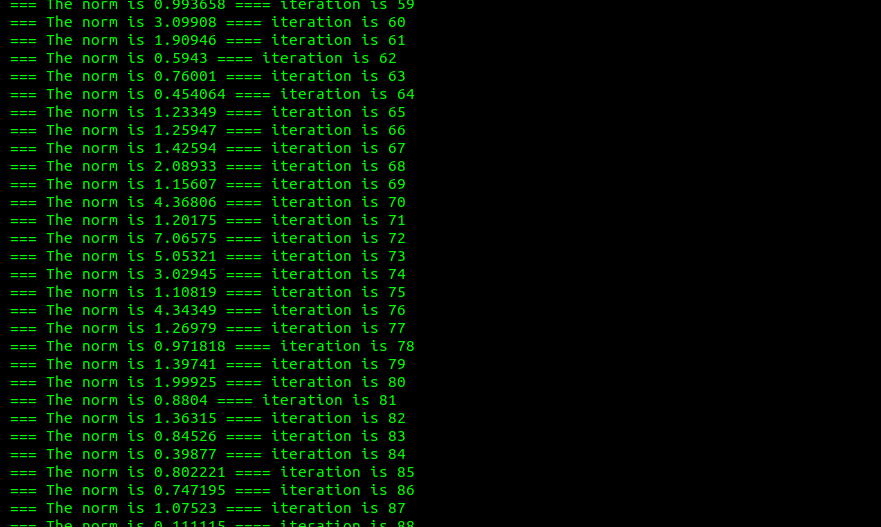 === The norm is 0.993658 ==== iteration is 59
=== The norm is 3.09908 ==== iteration is 60
=== The norm is 1.90946 ==== iteration is 61
=== The norm is 0.5943 ==== iteration is 62
=== The norm is 0.76001 ==== iteration is 63
=== The norm is 0.454064 ==== iteration is 64
=== The norm is 1.23349 ==== iteration is 65
=== The norm is 1.25947 ==== iteration is 66
=== The norm is 1.42594 ==== iteration is 67
=== The norm is 2.08933 ==== iteration is 68
=== The norm is 1.15607 ==== iteration is 69
=== The norm is 4.36806 ==== iteration is 70
=== The norm is 1.20175 ==== iteration is 71
=== The norm is 7.06575 ==== iteration is 72
=== The norm is 5.05321 ==== iteration is 73
=== The norm is 3.02945 ==== iteration is 74
=== The norm is 1.10819 ==== iteration is 75
=== The norm is 4.34349 ==== iteration is 76
=== The norm is 1.26979 ==== iteration is 77
=== The norm is 0.971818 ==== iteration is 78
=== The norm is 1.39741 ==== iteration is 79
=== The norm is 1.99925 ==== iteration is 80
=== The norm is 0.8804 ==== iteration is 81
=== The norm is 1.36315 ==== iteration is 82
=== The norm is 0.84526 ==== iteration is 83
=== The norm is 0.39877 ==== iteration is 84
=== The norm is 0.802221 ==== iteration is 85
=== The norm is 0.747195 ==== iteration is 86
=== The norm is 1.07523 ==== iteration is 87
=== The norm is 0.111115 ==== iteration is 88